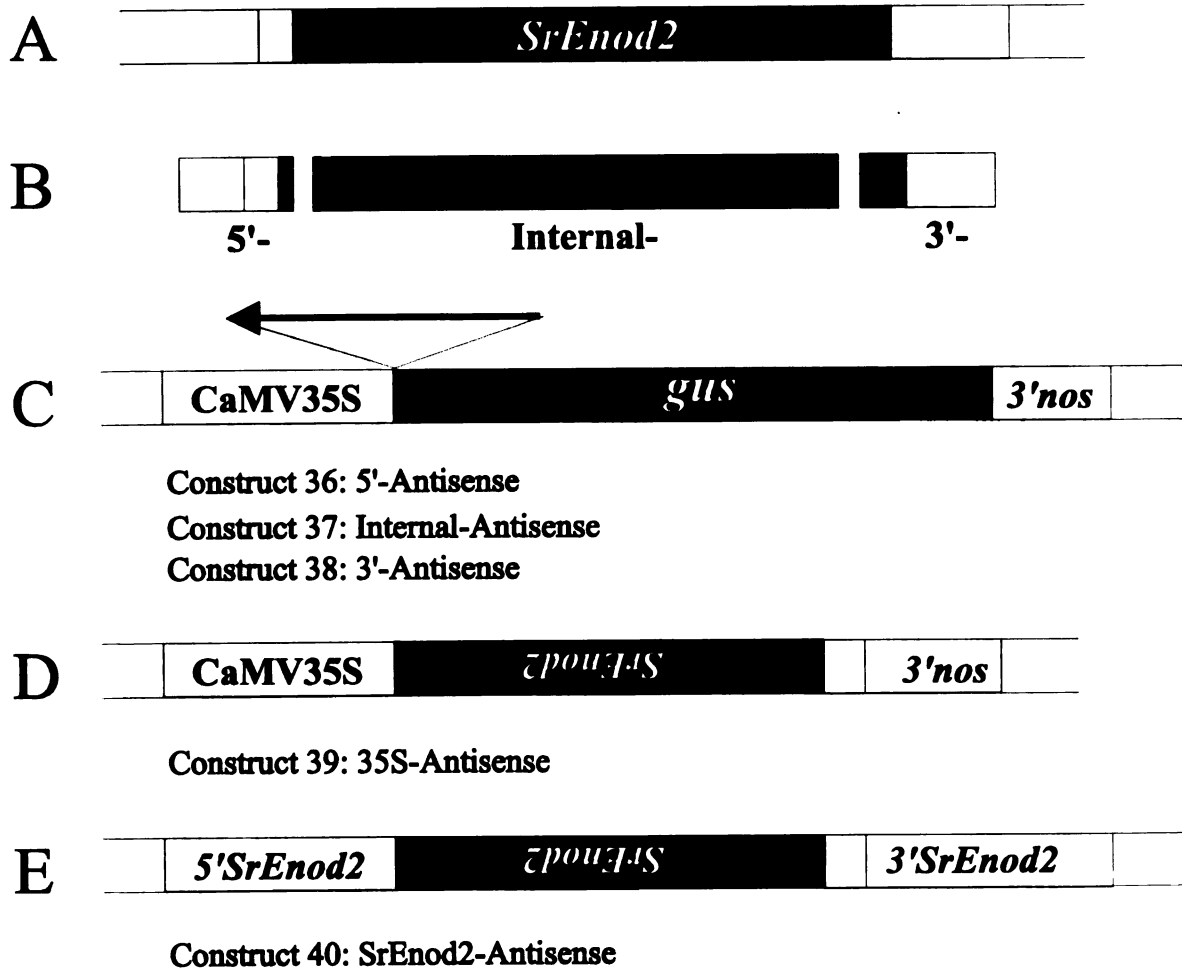 A SrEnod2
B
5'- Internal- 3'-
C CaMV35S gus 3'nos
Construct 36: 5'-Antisense
Construct 37: Internal-Antisense
Construct 38: 3'-Antisense
D CaMV35S SrEnod2 3'nos
Construct 39: 35S-Antisense
E 5'SrEnod2 SrEnod2 3'SrEnod2
Construct 40: SrEnod2-Antisense